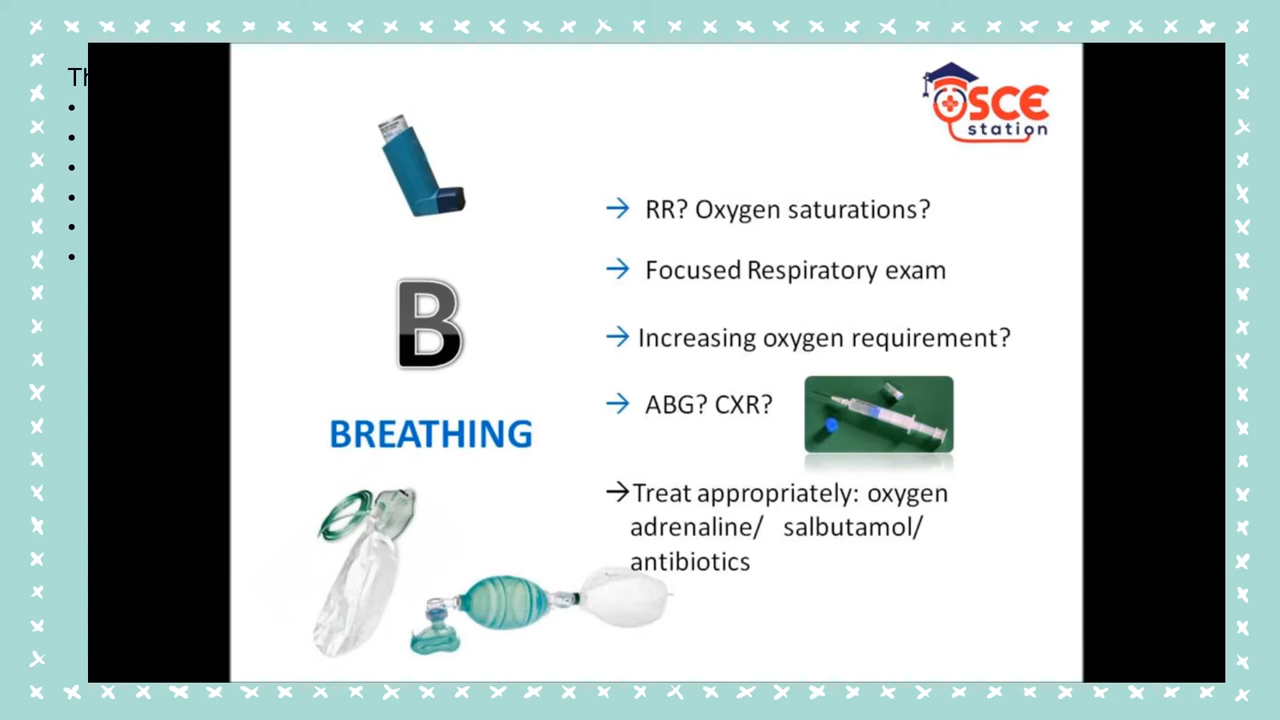 Th
OSCE
station
→ RR? Oxygen saturations?
→ Focused Respiratory exam
B
→ Increasing oxygen requirement?
→ ABG? CXR?
BREATHING
→Treat appropriately: oxygen
adrenaline/ salbutamol/
antibiotics